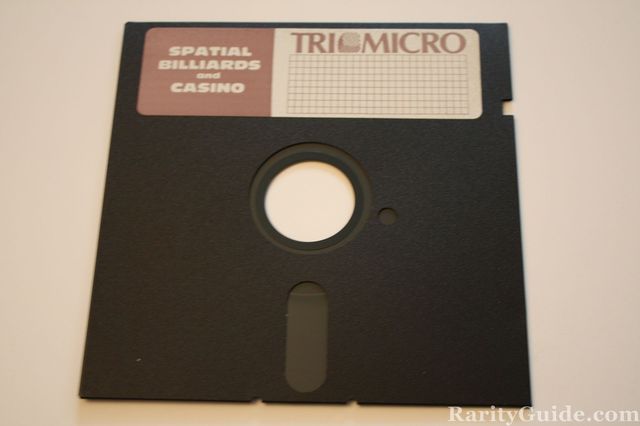 SPATIAL
BILLIARDS
and
CASINO
TRI MICRO
RarityGuide.com